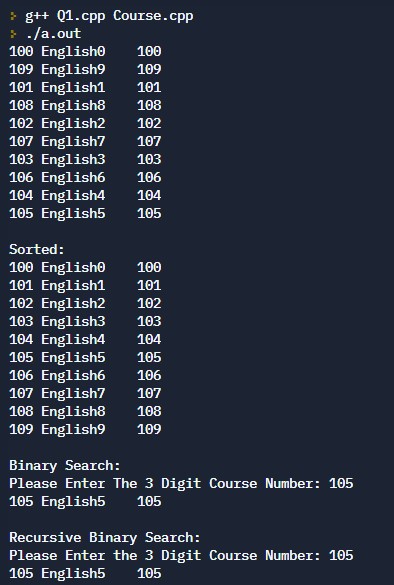 > g++ Q1.cpp Course.cpp
> ./a.out
100 English0    100
109 English9    109
101 English1    101
108 English8    108
102 English2    102
107 English7    107
103 English3    103
106 English6    106
104 English4    104
105 English5    105

Sorted:
100 English0    100
101 English1    101
102 English2    102
103 English3    103
104 English4    104
105 English5    105
106 English6    106
107 English7    107
108 English8    108
109 English9    109

Binary Search:
Please Enter The 3 Digit Course Number: 105
105 English5    105

Recursive Binary Search:
Please Enter the 3 Digit Course Number: 105
105 English5    105